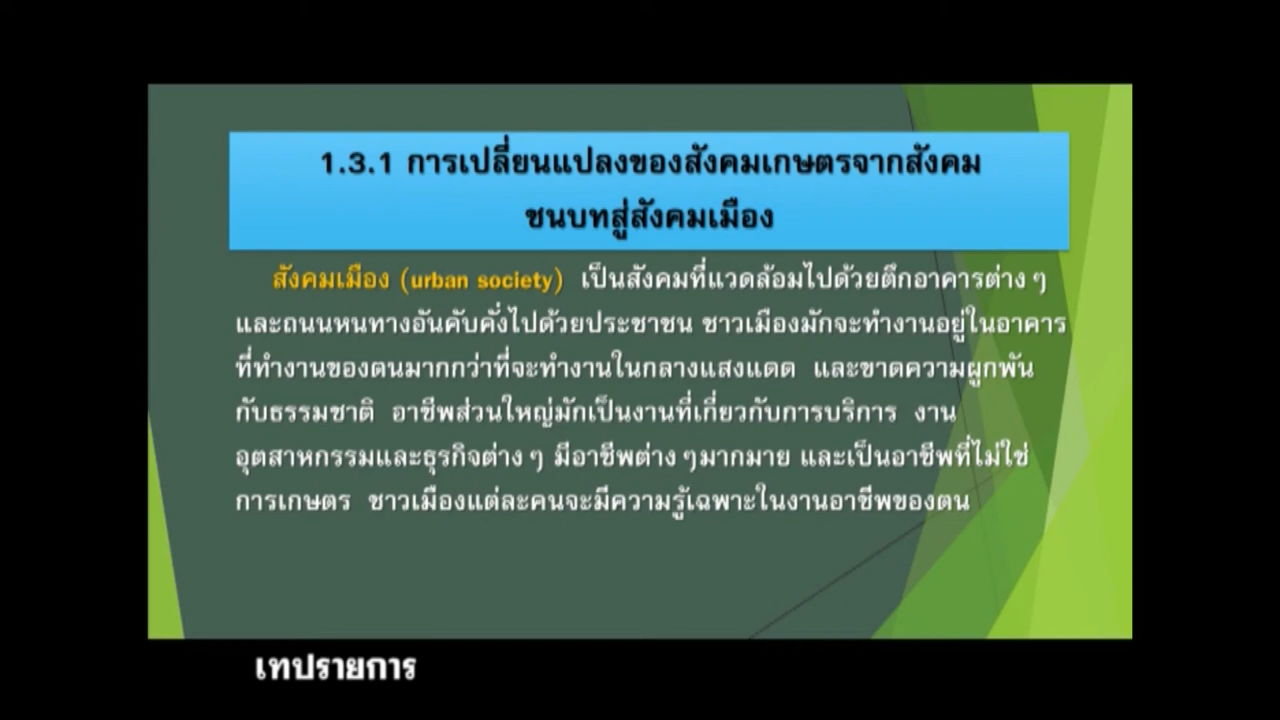 1.3.1 การเปลี่ยนแปลงของสังคมเกษตรจากสังคม
ชนบทสู่สังคมเมือง
สังคมเมือง (urban society) เป็นสังคมที่แวดล้อมไปด้วยตึกอาคารต่าง ๆ
และถนนหนทางอันคับคั่งไปด้วยประชาชน ชาวเมืองมักจะทำงานอยู่ในอาคาร
ที่ทำงานของตนมากกว่าที่จะทำงานในกลางแสงแดด และขาดความผูกพัน
กับธรรมชาติ อาชีพส่วนใหญ่มักเป็นงานที่เกี่ยวกับการบริการ งาน
อุตสาหกรรมและธุรกิจต่าง ๆ มีอาชีพต่าง ๆมากมาย และเป็นอาชีพที่ไม่ใช่
การเกษตร ชาวเมืองแต่ละคนจะมีความรู้เฉพาะในงานอาชีพของตน
เทปรายการ